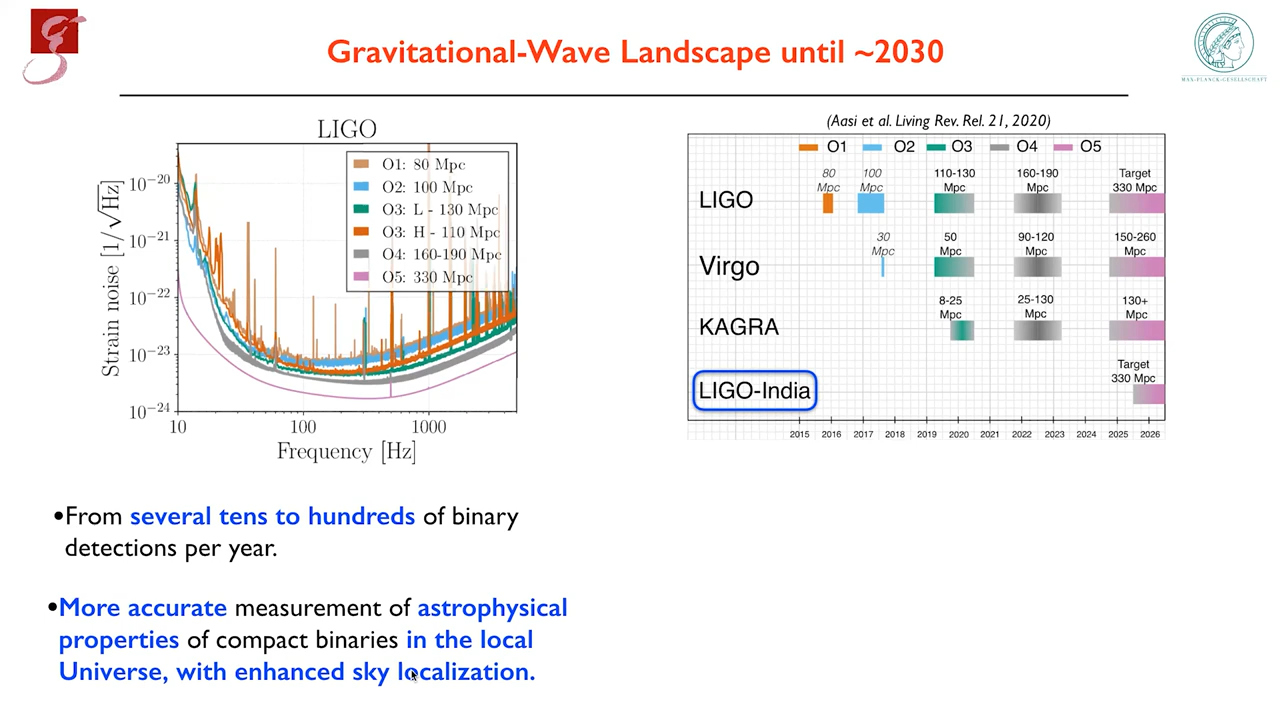 Gravitational-Wave Landscape until ~2030
MAX-PLANCK-GESELLSCHAFT
LIGO
O1: 80 Mpc
O2: 100 Mpc
O3: L - 130 Mpc
O3: H - 110 Mpc
O4: 160-190 Mpc
O5: 330 Mpc
Strain noise [1/√Hz]
10−20
10−21
10−22
10−23
10−24
10 100 1000
Frequency [Hz]
(Aasi et al. Living Rev. Rel. 21, 2020)
O1 O2 O3 O4 O5
80 Mpc
100 Mpc
110-130 Mpc
160-190 Mpc
Target 330 Mpc
LIGO
30 Mpc
50 Mpc
90-120 Mpc
150-260 Mpc
Virgo
8-25 Mpc
25-130 Mpc
130+ Mpc
KAGRA
Target 330 Mpc
LIGO-India
2015 2016 2017 2018 2019 2020 2021 2022 2023 2024 2025 2026
•From several tens to hundreds of binary
detections per year.
•More accurate measurement of astrophysical
properties of compact binaries in the local
Universe, with enhanced sky localization.